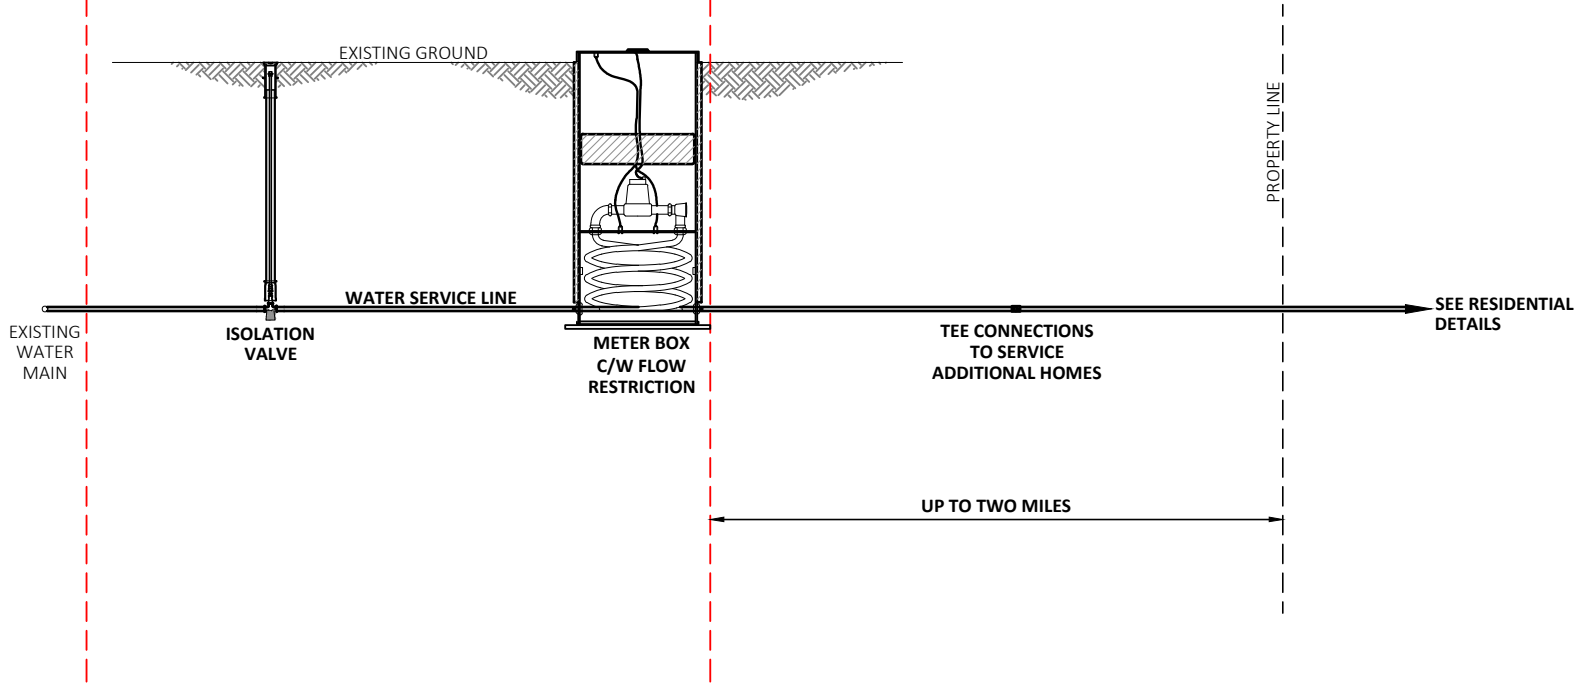 EXISTING GROUND
PROPERTY LINE
WATER SERVICE LINE
EXISTING
WATER
MAIN
ISOLATION
VALVE
METER BOX
C/W FLOW
RESTRICTION
TEE CONNECTIONS
TO SERVICE
ADDITIONAL HOMES
SEE RESIDENTIAL
DETAILS
UP TO TWO MILES